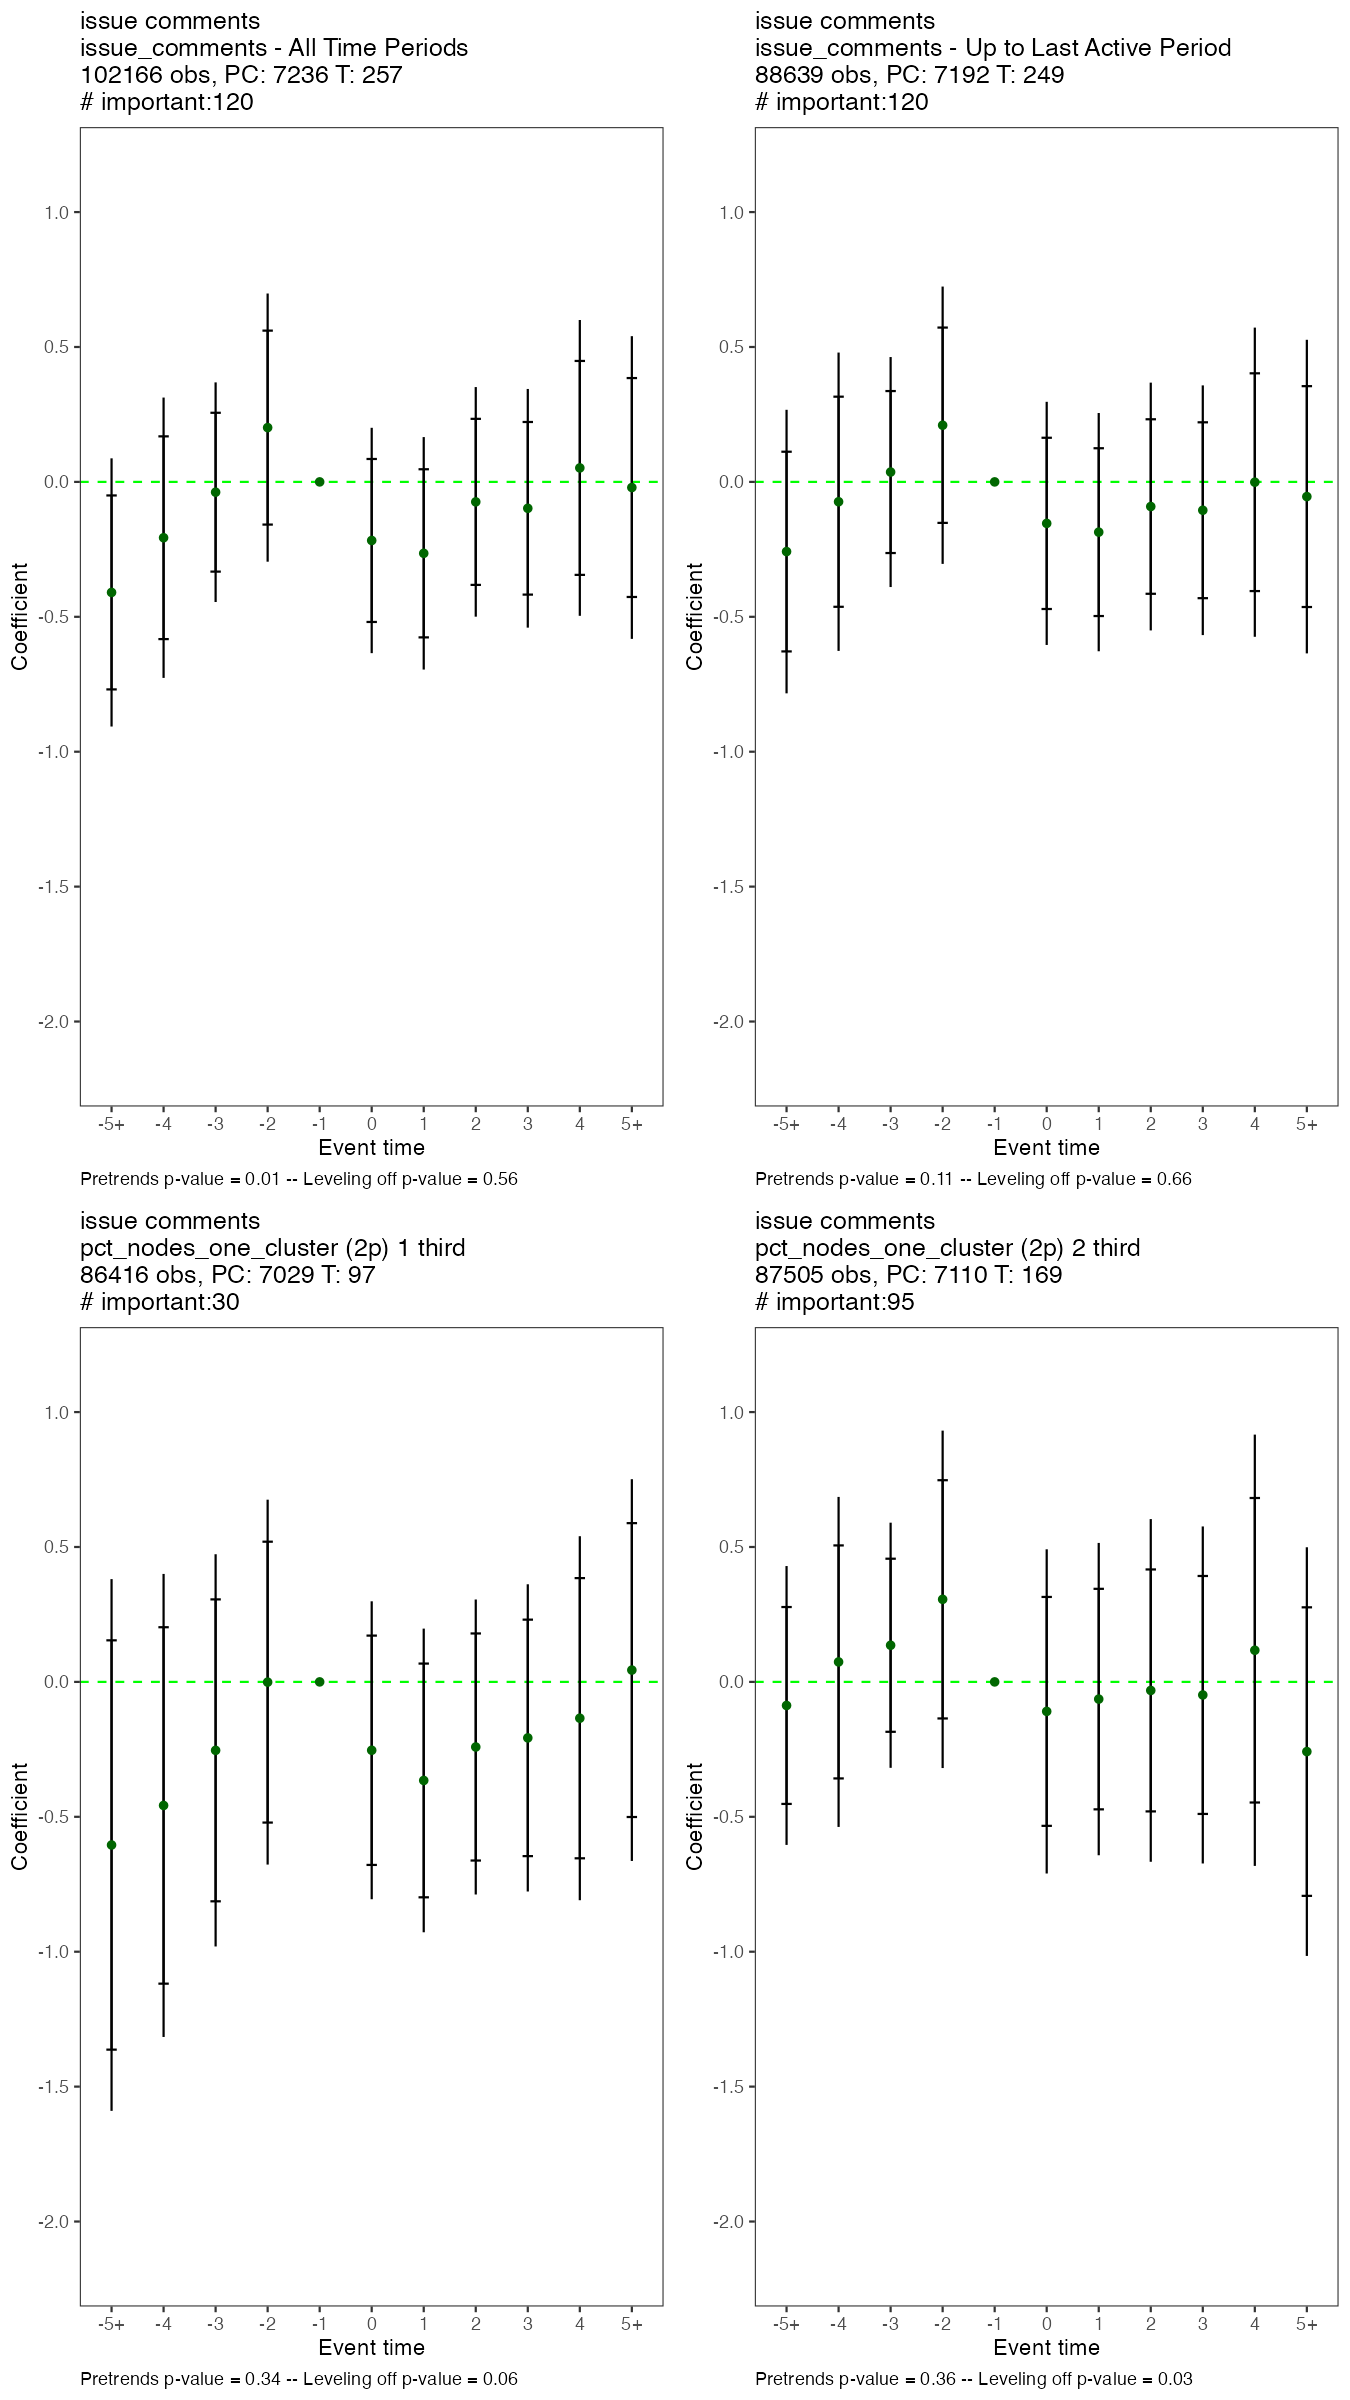 issue comments
issue_comments - All Time Periods
102166 obs, PC: 7236 T: 257
# important:120
1.0
0.5
0.0
-0.5
-1.0
-1.5
-2.0
Coefficient
-5+ -4 -3 -2 -1 0 1 2 3 4 5+
Event time
Pretrends p-value = 0.01 -- Leveling off p-value = 0.56
issue comments
issue_comments - Up to Last Active Period
88639 obs, PC: 7192 T: 249
# important:120
1.0
0.5
0.0
-0.5
-1.0
-1.5
-2.0
Coefficient
-5+ -4 -3 -2 -1 0 1 2 3 4 5+
Event time
Pretrends p-value = 0.11 -- Leveling off p-value = 0.66
issue comments
pct_nodes_one_cluster (2p) 1 third
86416 obs, PC: 7029 T: 97
# important:30
1.0
0.5
0.0
-0.5
-1.0
-1.5
-2.0
Coefficient
-5+ -4 -3 -2 -1 0 1 2 3 4 5+
Event time
Pretrends p-value = 0.34 -- Leveling off p-value = 0.06
issue comments
pct_nodes_one_cluster (2p) 2 third
87505 obs, PC: 7110 T: 169
# important:95
1.0
0.5
0.0
-0.5
-1.0
-1.5
-2.0
Coefficient
-5+ -4 -3 -2 -1 0 1 2 3 4 5+
Event time
Pretrends p-value = 0.36 -- Leveling off p-value = 0.03